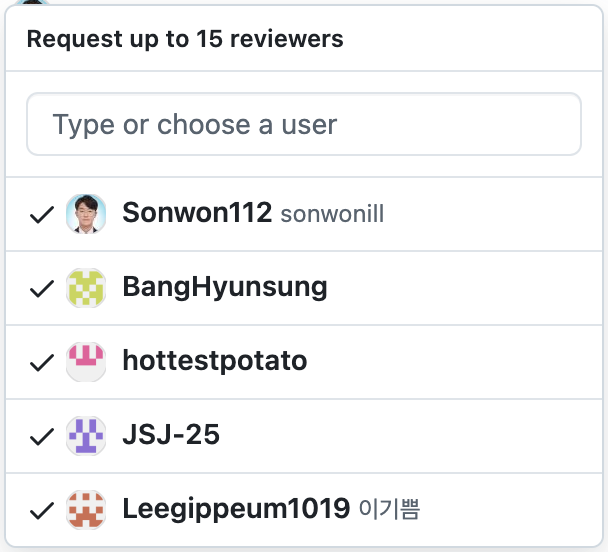 Request up to 15 reviewers
Type or choose a user
Sonwon112 sonwonill
BangHyunsung
hottestpotato
JSJ-25
Leegippeum1019 이기쁨